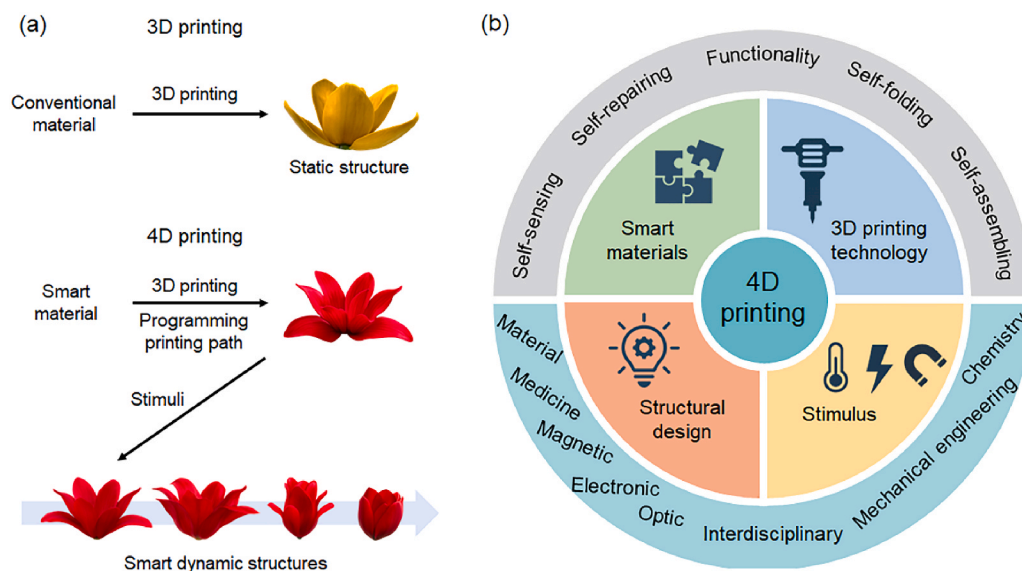 (a)
3D printing
Conventional
material
3D printing
Static structure
4D printing
Smart
material
3D printing
Programming
printing path
Stimuli
Smart dynamic structures
(b)
Self-sensing
Self-repairing
Functionality
Self-folding
Self-assembling
Smart
materials
3D printing
technology
4D
printing
Structural
design
Stimulus
Material
Medicine
Magnetic
Electronic
Optic
Interdisciplinary
Mechanical engineering
Chemistry